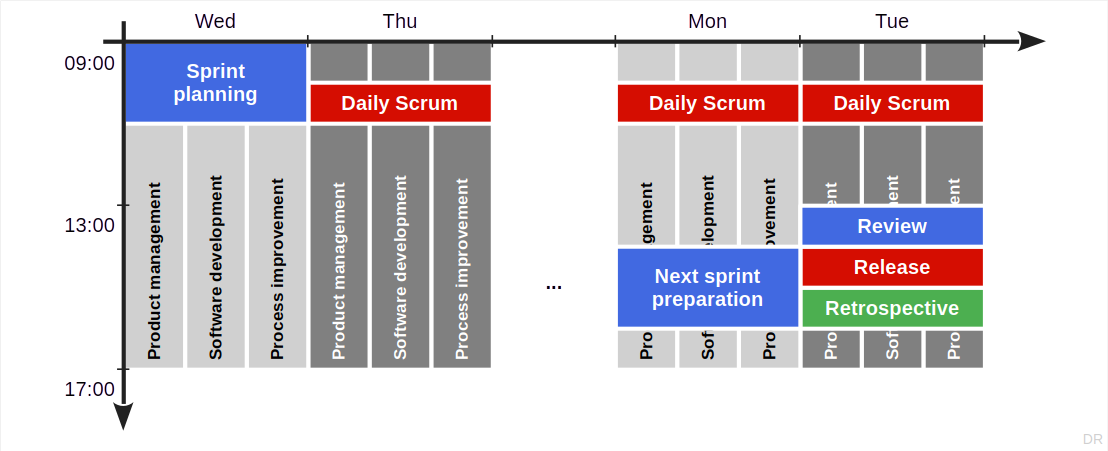 Wed
Thu
Mon
Tue
09:00
13:00
17:00
Sprint
planning
Daily Scrum
Daily Scrum
Daily Scrum
Product management
Software development
Process improvement
Product management
Software development
Process improvement
...
Review
Next sprint
preparation
Release
Retrospective
DR